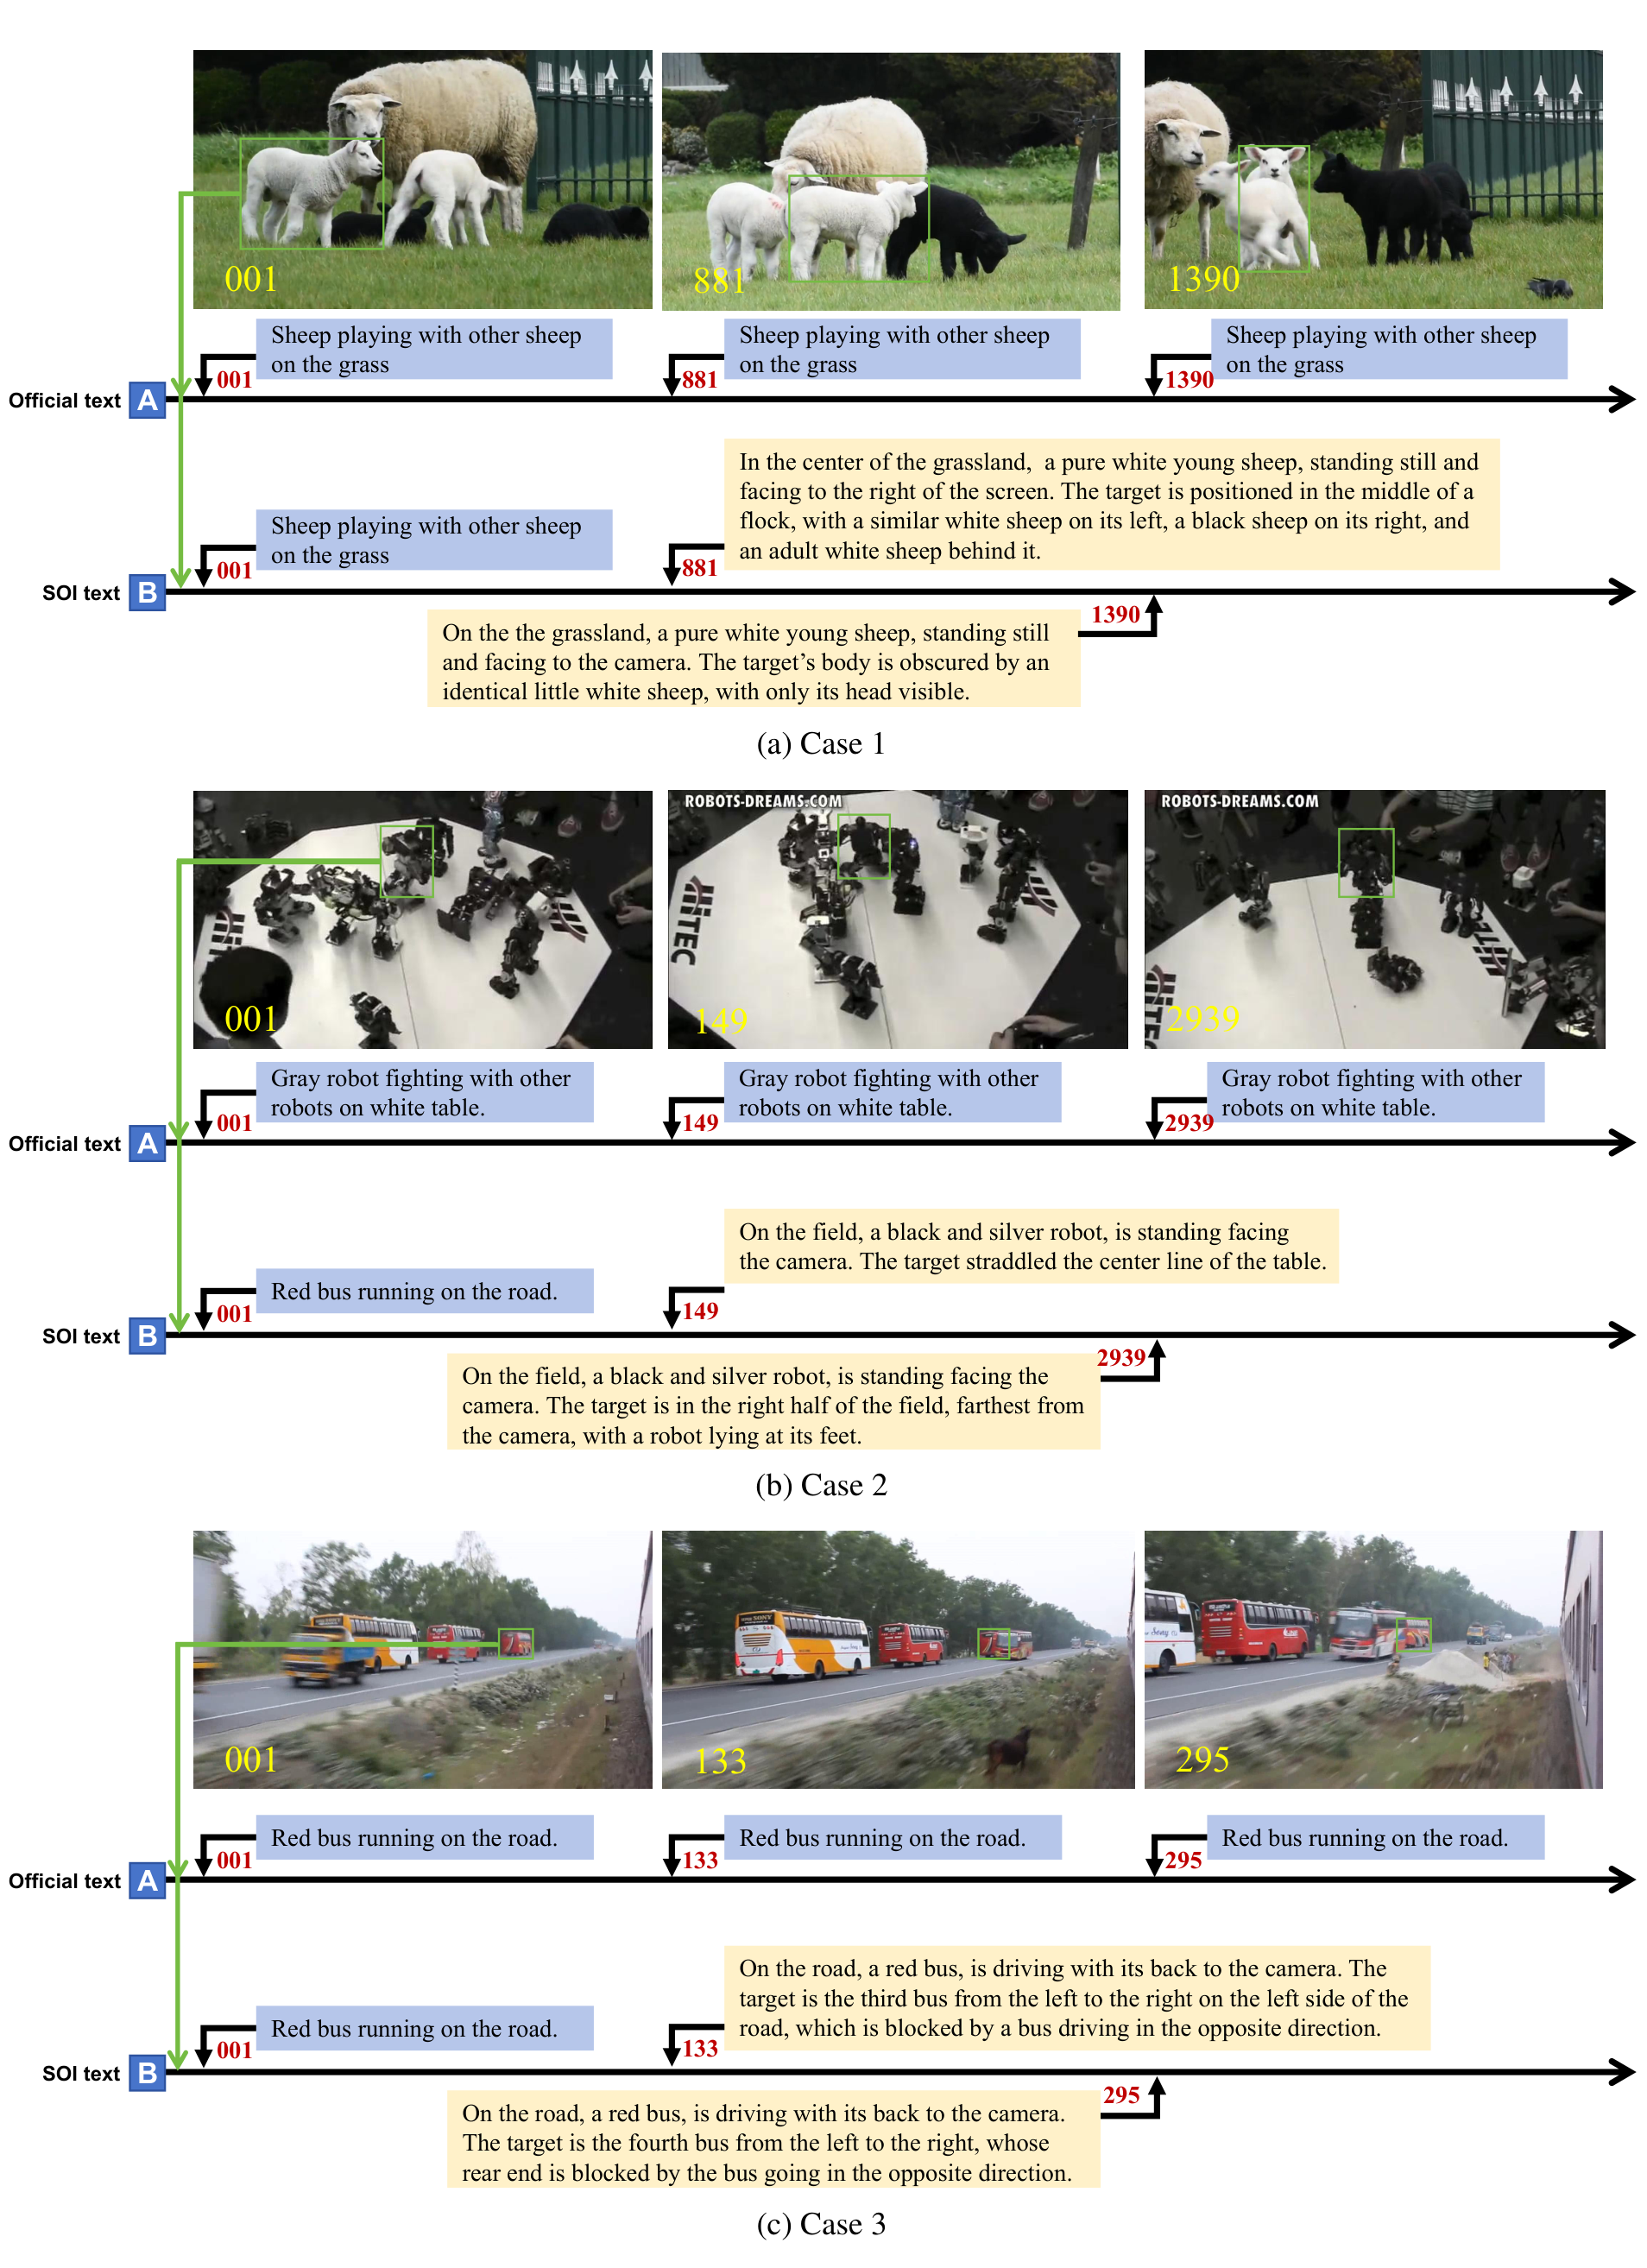 001
881
1390
Sheep playing with other sheep
on the grass
001
Sheep playing with other sheep
on the grass
881
Sheep playing with other sheep
on the grass
1390
Official text A
In the center of the grassland, a pure white young sheep, standing still and
facing to the right of the screen. The target is positioned in the middle of a
flock, with a similar white sheep on its left, a black sheep on its right, and
an adult white sheep behind it.
881
Sheep playing with other sheep
on the grass
001
SOI text B
1390
On the the grassland, a pure white young sheep, standing still
and facing to the camera. The target's body is obscured by an
identical little white sheep, with only its head visible.
(a) Case 1
ROBOTS-DREAMS.COM
ROBOTS-DREAMS.COM
HiTEC
001
149
2939
Gray robot fighting with other
robots on white table.
001
Gray robot fighting with other
robots on white table.
149
Gray robot fighting with other
robots on white table.
2939
Official text A
On the field, a black and silver robot, is standing facing
the camera. The target straddled the center line of the table.
149
Red bus running on the road.
001
SOI text B
2939
On the field, a black and silver robot, is standing facing the
camera. The target is in the right half of the field, farthest from
the camera, with a robot lying at its feet.
(b) Case 2
001
133
295
Red bus running on the road.
001
Red bus running on the road.
133
Red bus running on the road.
295
Official text A
On the road, a red bus, is driving with its back to the camera. The
target is the third bus from the left to the right on the left side of the
road, which is blocked by a bus driving in the opposite direction.
133
Red bus running on the road.
001
SOI text B
295
On the road, a red bus, is driving with its back to the camera.
The target is the fourth bus from the left to the right, whose
rear end is blocked by the bus going in the opposite direction.
(c) Case 3